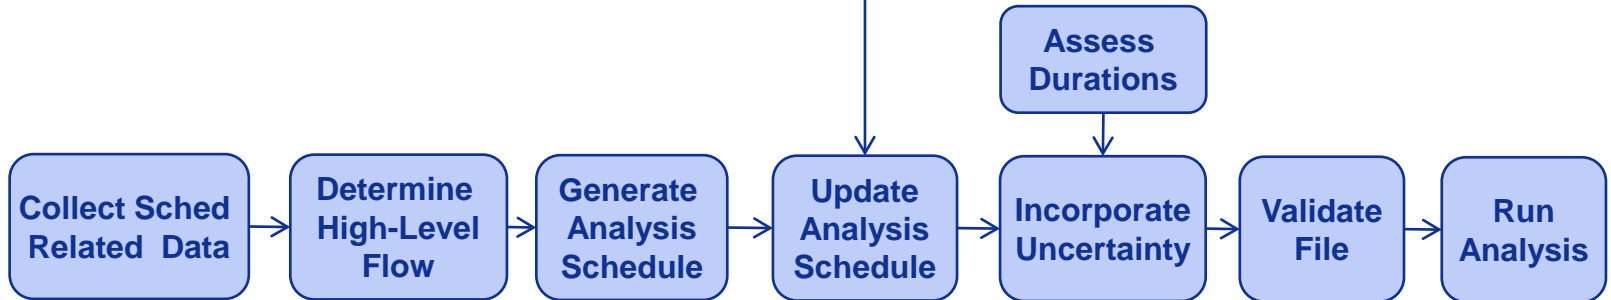 Assess
Durations
Collect Sched
Related Data
Determine
High-Level
Flow
Generate
Analysis
Schedule
Update
Analysis
Schedule
Incorporate
Uncertainty
Validate
File
Run
Analysis